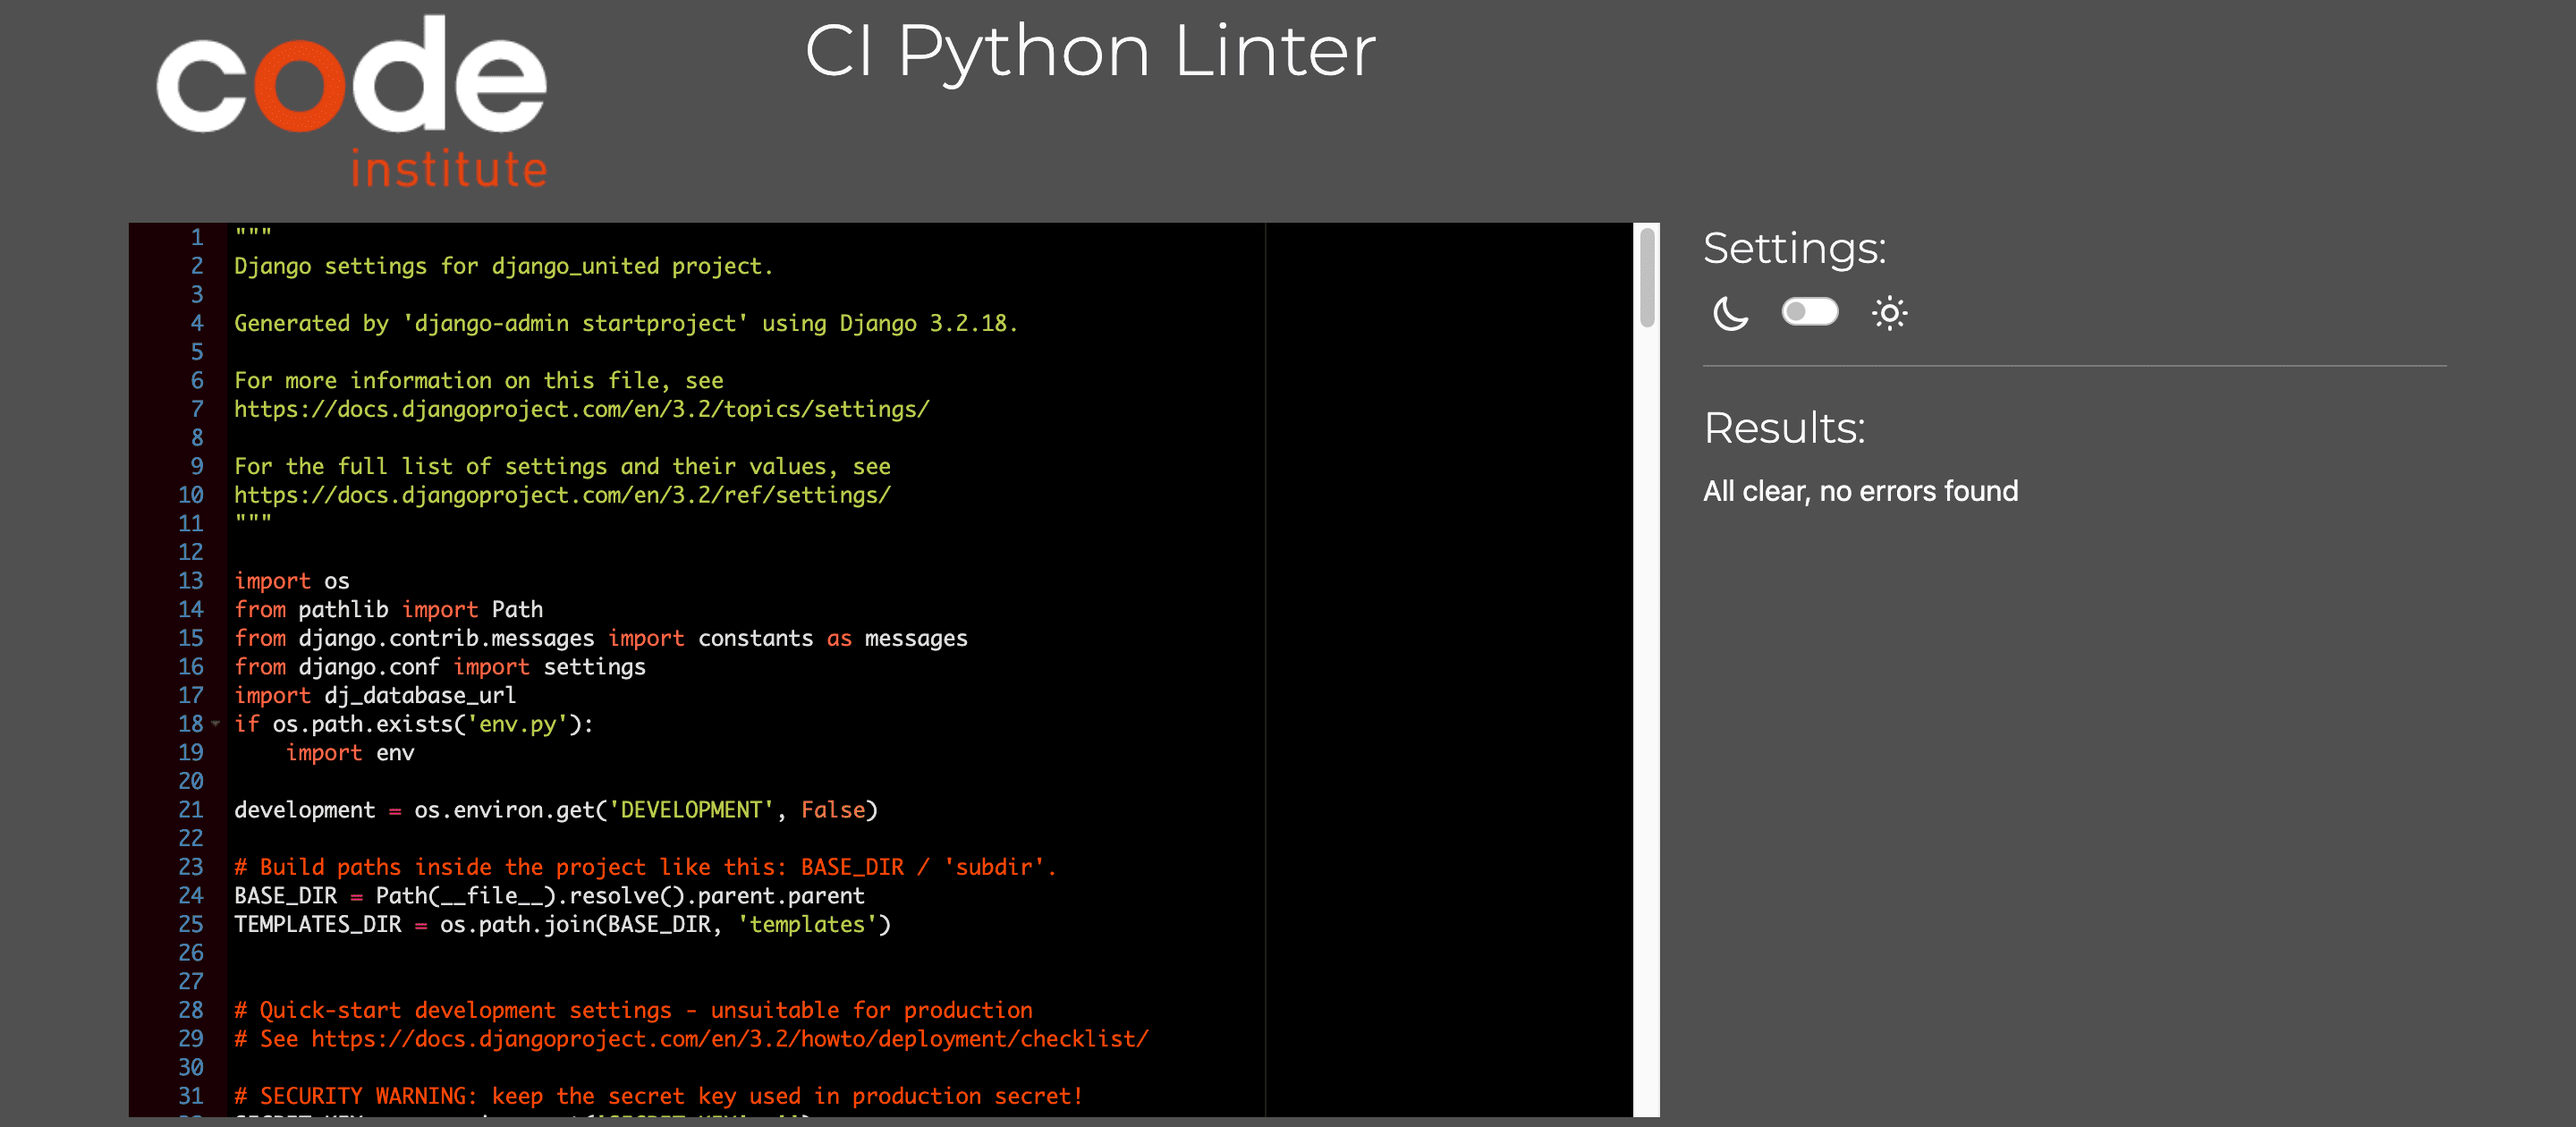 code
institute
CI Python Linter
1 """
2 Django settings for django_united project.
3
4 Generated by 'django-admin startproject' using Django 3.2.18.
5
6 For more information on this file, see
7 https://docs.djangoproject.com/en/3.2/topics/settings/
8
9 For the full list of settings and their values, see
10 https://docs.djangoproject.com/en/3.2/ref/settings/
11 """
12
13 import os
14 from pathlib import Path
15 from django.contrib.messages import constants as messages
16 from django.conf import settings
17 import dj_database_url
18 if os.path.exists('env.py'):
19     import env
20
21 development = os.environ.get('DEVELOPMENT', False)
22
23 # Build paths inside the project like this: BASE_DIR / 'subdir'.
24 BASE_DIR = Path(__file__).resolve().parent.parent
25 TEMPLATES_DIR = os.path.join(BASE_DIR, 'templates')
26
27
28 # Quick-start development settings - unsuitable for production
29 # See https://docs.djangoproject.com/en/3.2/howto/deployment/checklist/
30
31 # SECURITY WARNING: keep the secret key used in production secret!
Settings:
Results:
All clear, no errors found